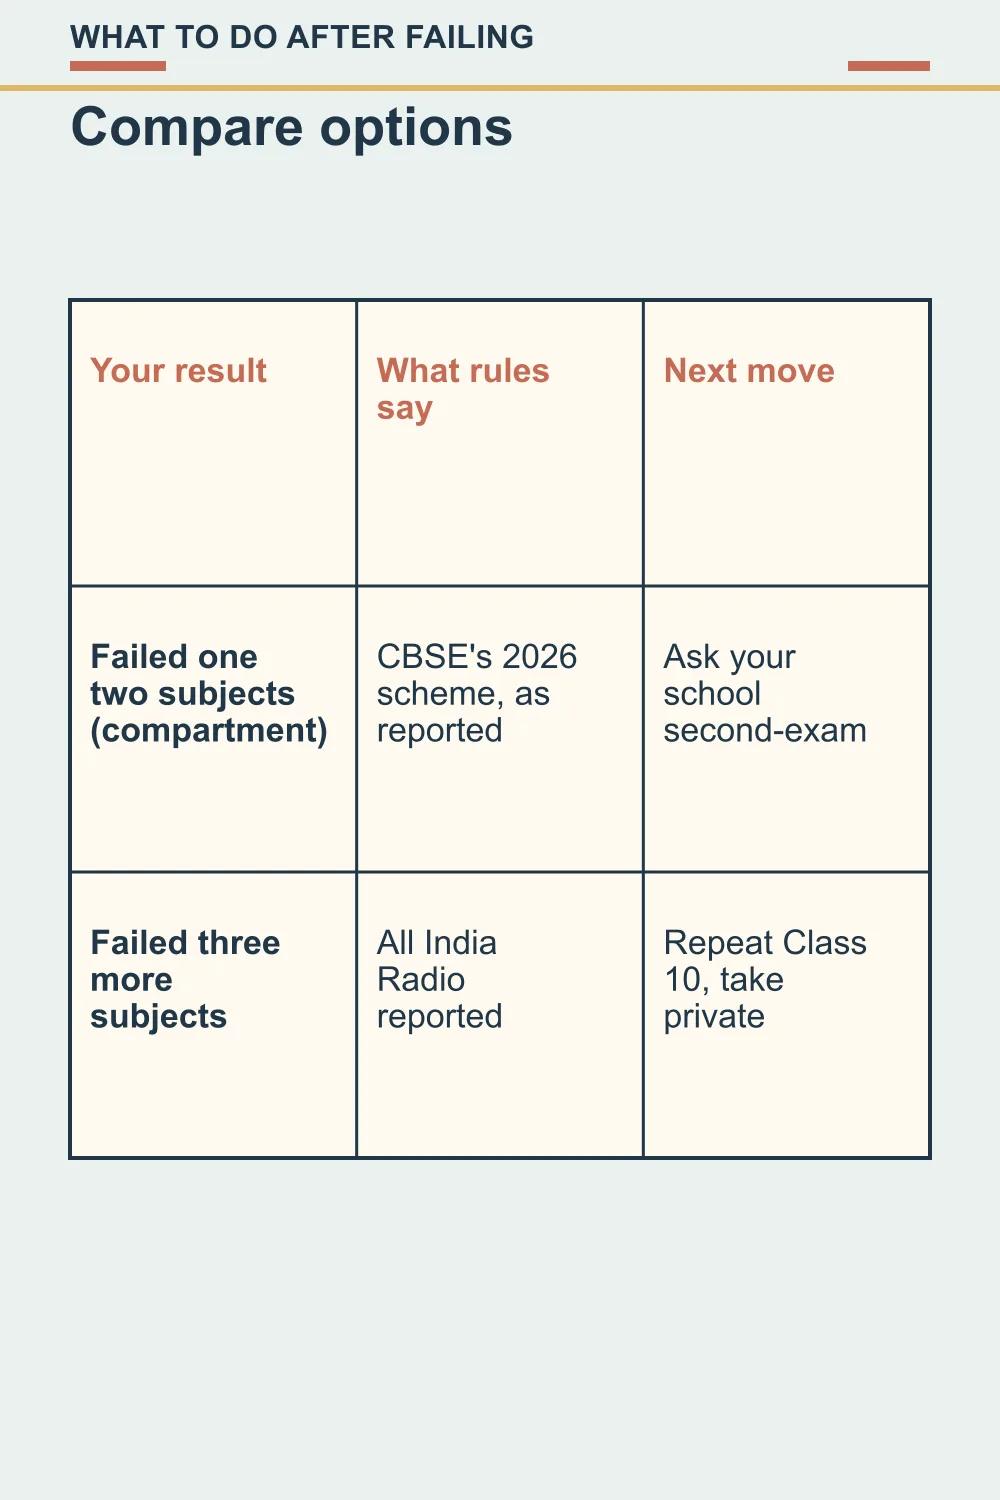 WHAT TO DO AFTER FAILING
Compare options
Your result
What rules
say
Next move
Failed one
two subjects
(compartment)
CBSE's 2026
scheme, as
reported
Ask your
school
second-exam
Failed three
more
subjects
All India
Radio
reported
Repeat Class
10, take
private